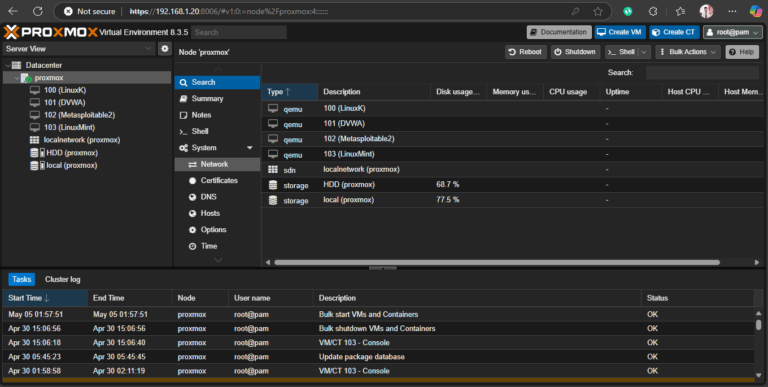 Not secure https://192.168.1.20:8006/#v1:0:=node%2Fproxmox:4::::::
PROXMOX Virtual Environment 8.3.5 Search Documentation Create VM Create CT root@pam
Server View
Datacenter
proxmox
100 (LinuxK)
101 (DVWA)
102 (Metasploitable2)
103 (LinuxMint)
localnetwork (proxmox)
HDD (proxmox)
local (proxmox)
Node 'proxmox' Reboot Shutdown Shell Bulk Actions Help
Search
Summary
Notes
Shell
System
Network
Certificates
DNS
Hosts
Options
Time
Search:
Type Description Disk usage... Memory us... CPU usage Uptime Host CPU ... Host Mem
qemu 100 (LinuxK) -
qemu 101 (DVWA) -
qemu 102 (Metasploitable2) -
qemu 103 (LinuxMint) -
sdn localnetwork (proxmox) -
storage HDD (proxmox) 68.7 % -
storage local (proxmox) 77.5 % -
Tasks Cluster log
Start Time End Time Node User name Description Status
May 05 01:57:51 May 05 01:57:51 proxmox root@pam Bulk start VMs and Containers OK
Apr 30 15:06:56 Apr 30 15:06:56 proxmox root@pam Bulk shutdown VMs and Containers OK
Apr 30 15:06:18 Apr 30 15:06:40 proxmox root@pam VM/CT 103 - Console OK
Apr 30 05:45:23 Apr 30 05:45:45 proxmox root@pam Update package database OK
Apr 30 01:58:58 Apr 30 02:11:19 proxmox root@pam VM/CT 103 - Console OK